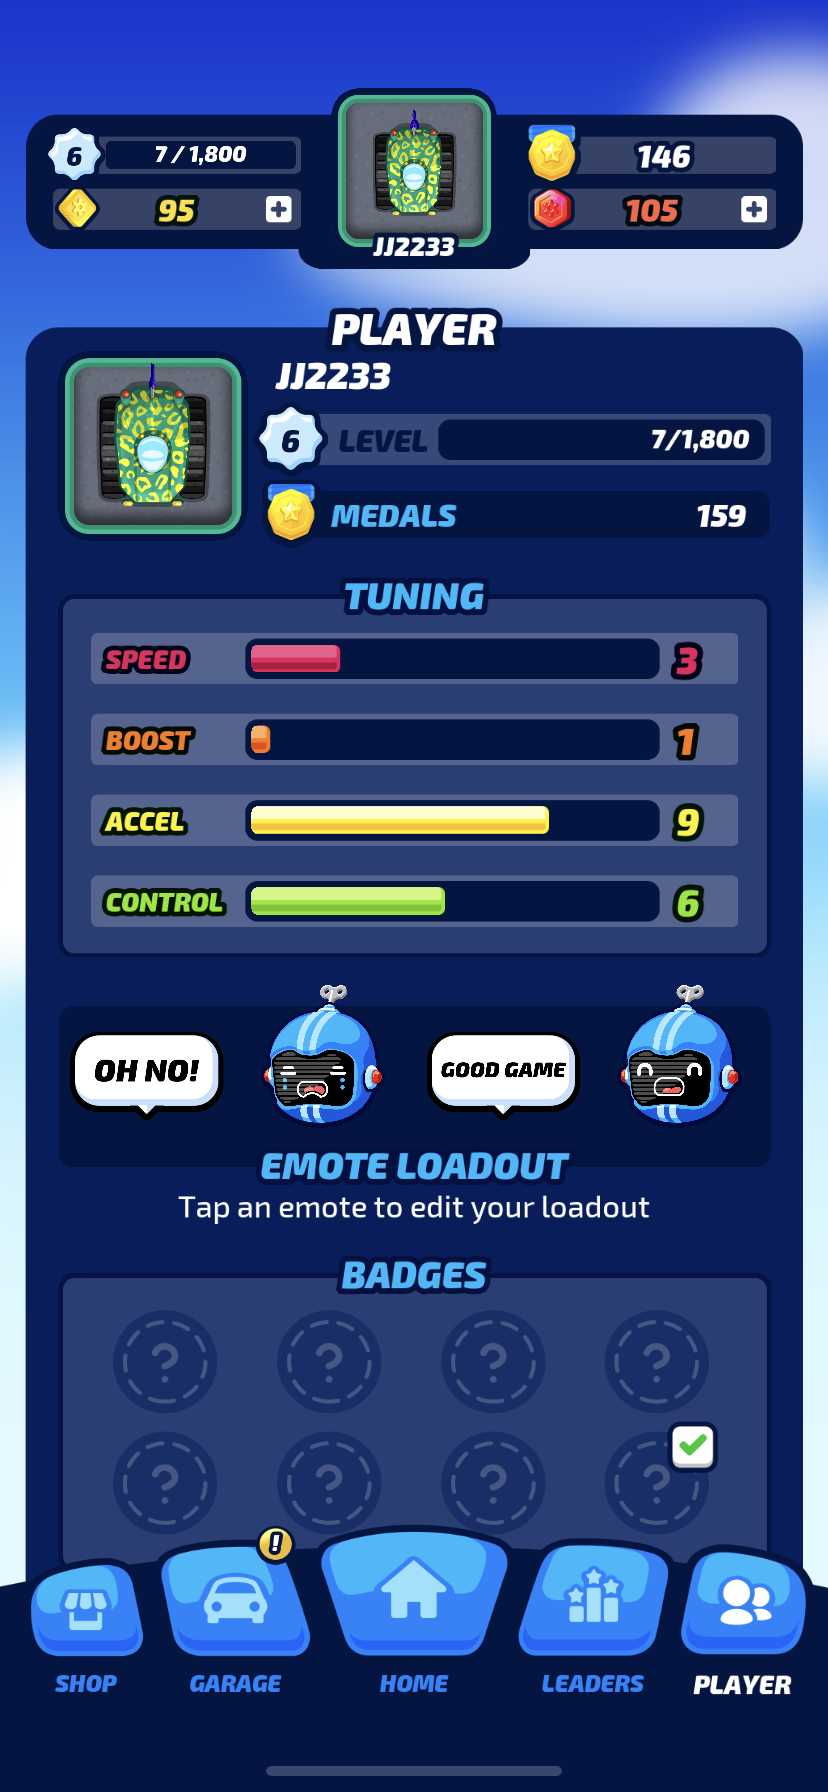 6
7 / 1,800
146
95
105
JJ2233
PLAYER
JJ2233
6
LEVEL
7/1,800
MEDALS
159
TUNING
SPEED
3
BOOST
1
ACCEL
9
CONTROL
6
OH NO!
GOOD GAME
EMOTE LOADOUT
Tap an emote to edit your loadout
BADGES
? ? ? ?
? ? ? ?
!
SHOP
GARAGE
HOME
LEADERS
PLAYER